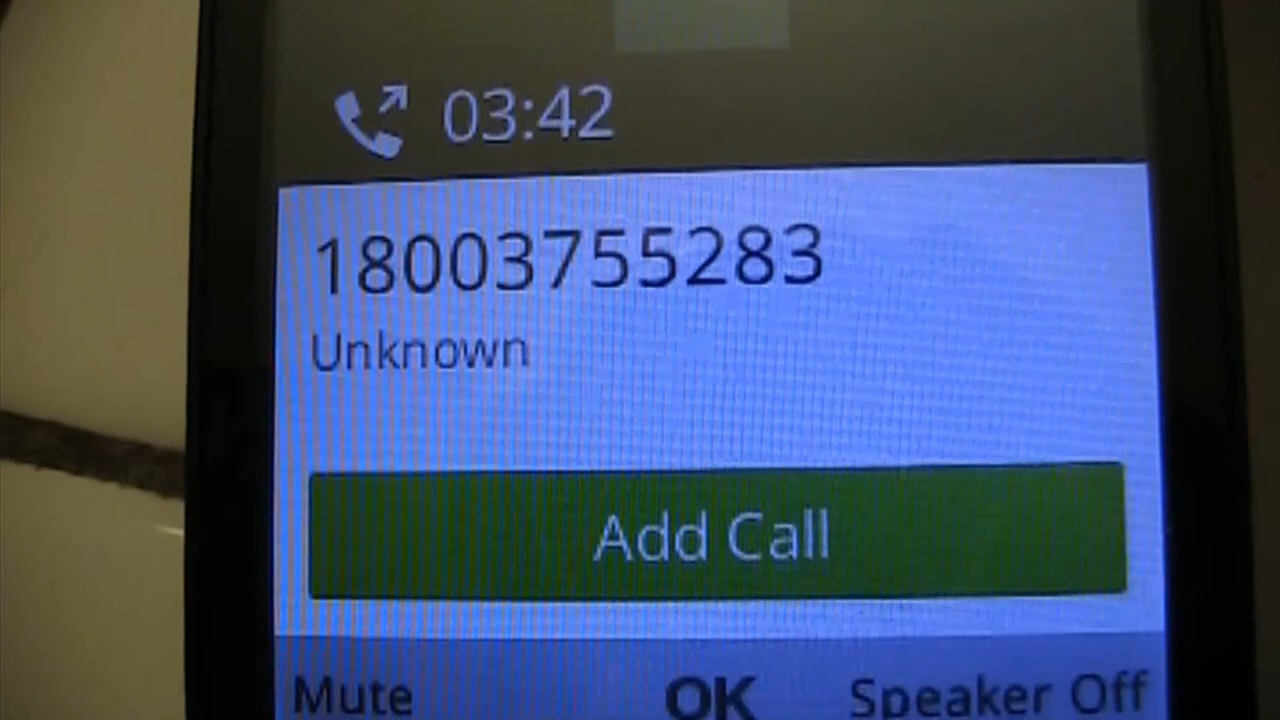 03:42
18003755283
Unknown
Add Call
Mute OK Speaker Off